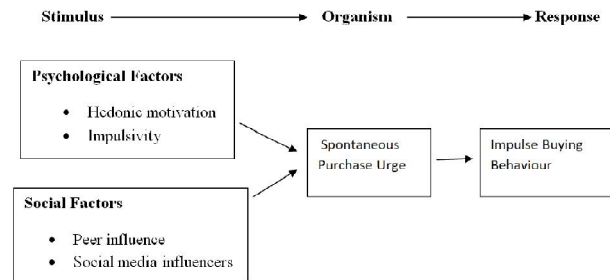 Stimulus Organism Response
Psychological Factors
• Hedonic motivation
• Impulsivity
Spontaneous
Purchase Urge
Impulse Buying
Behaviour
Social Factors
• Peer influence
• Social media influencers